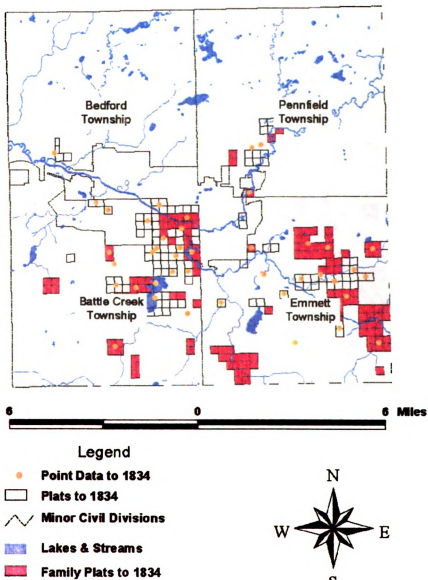 Bedford
Township
Pennfield
Township
Battle Creek
Township
Emmett
Township
6 0 6 Miles
Legend
Point Data to 1834
Plats to 1834
Minor Civil Divisions
Lakes & Streams
Family Plats to 1834
N
W E
S